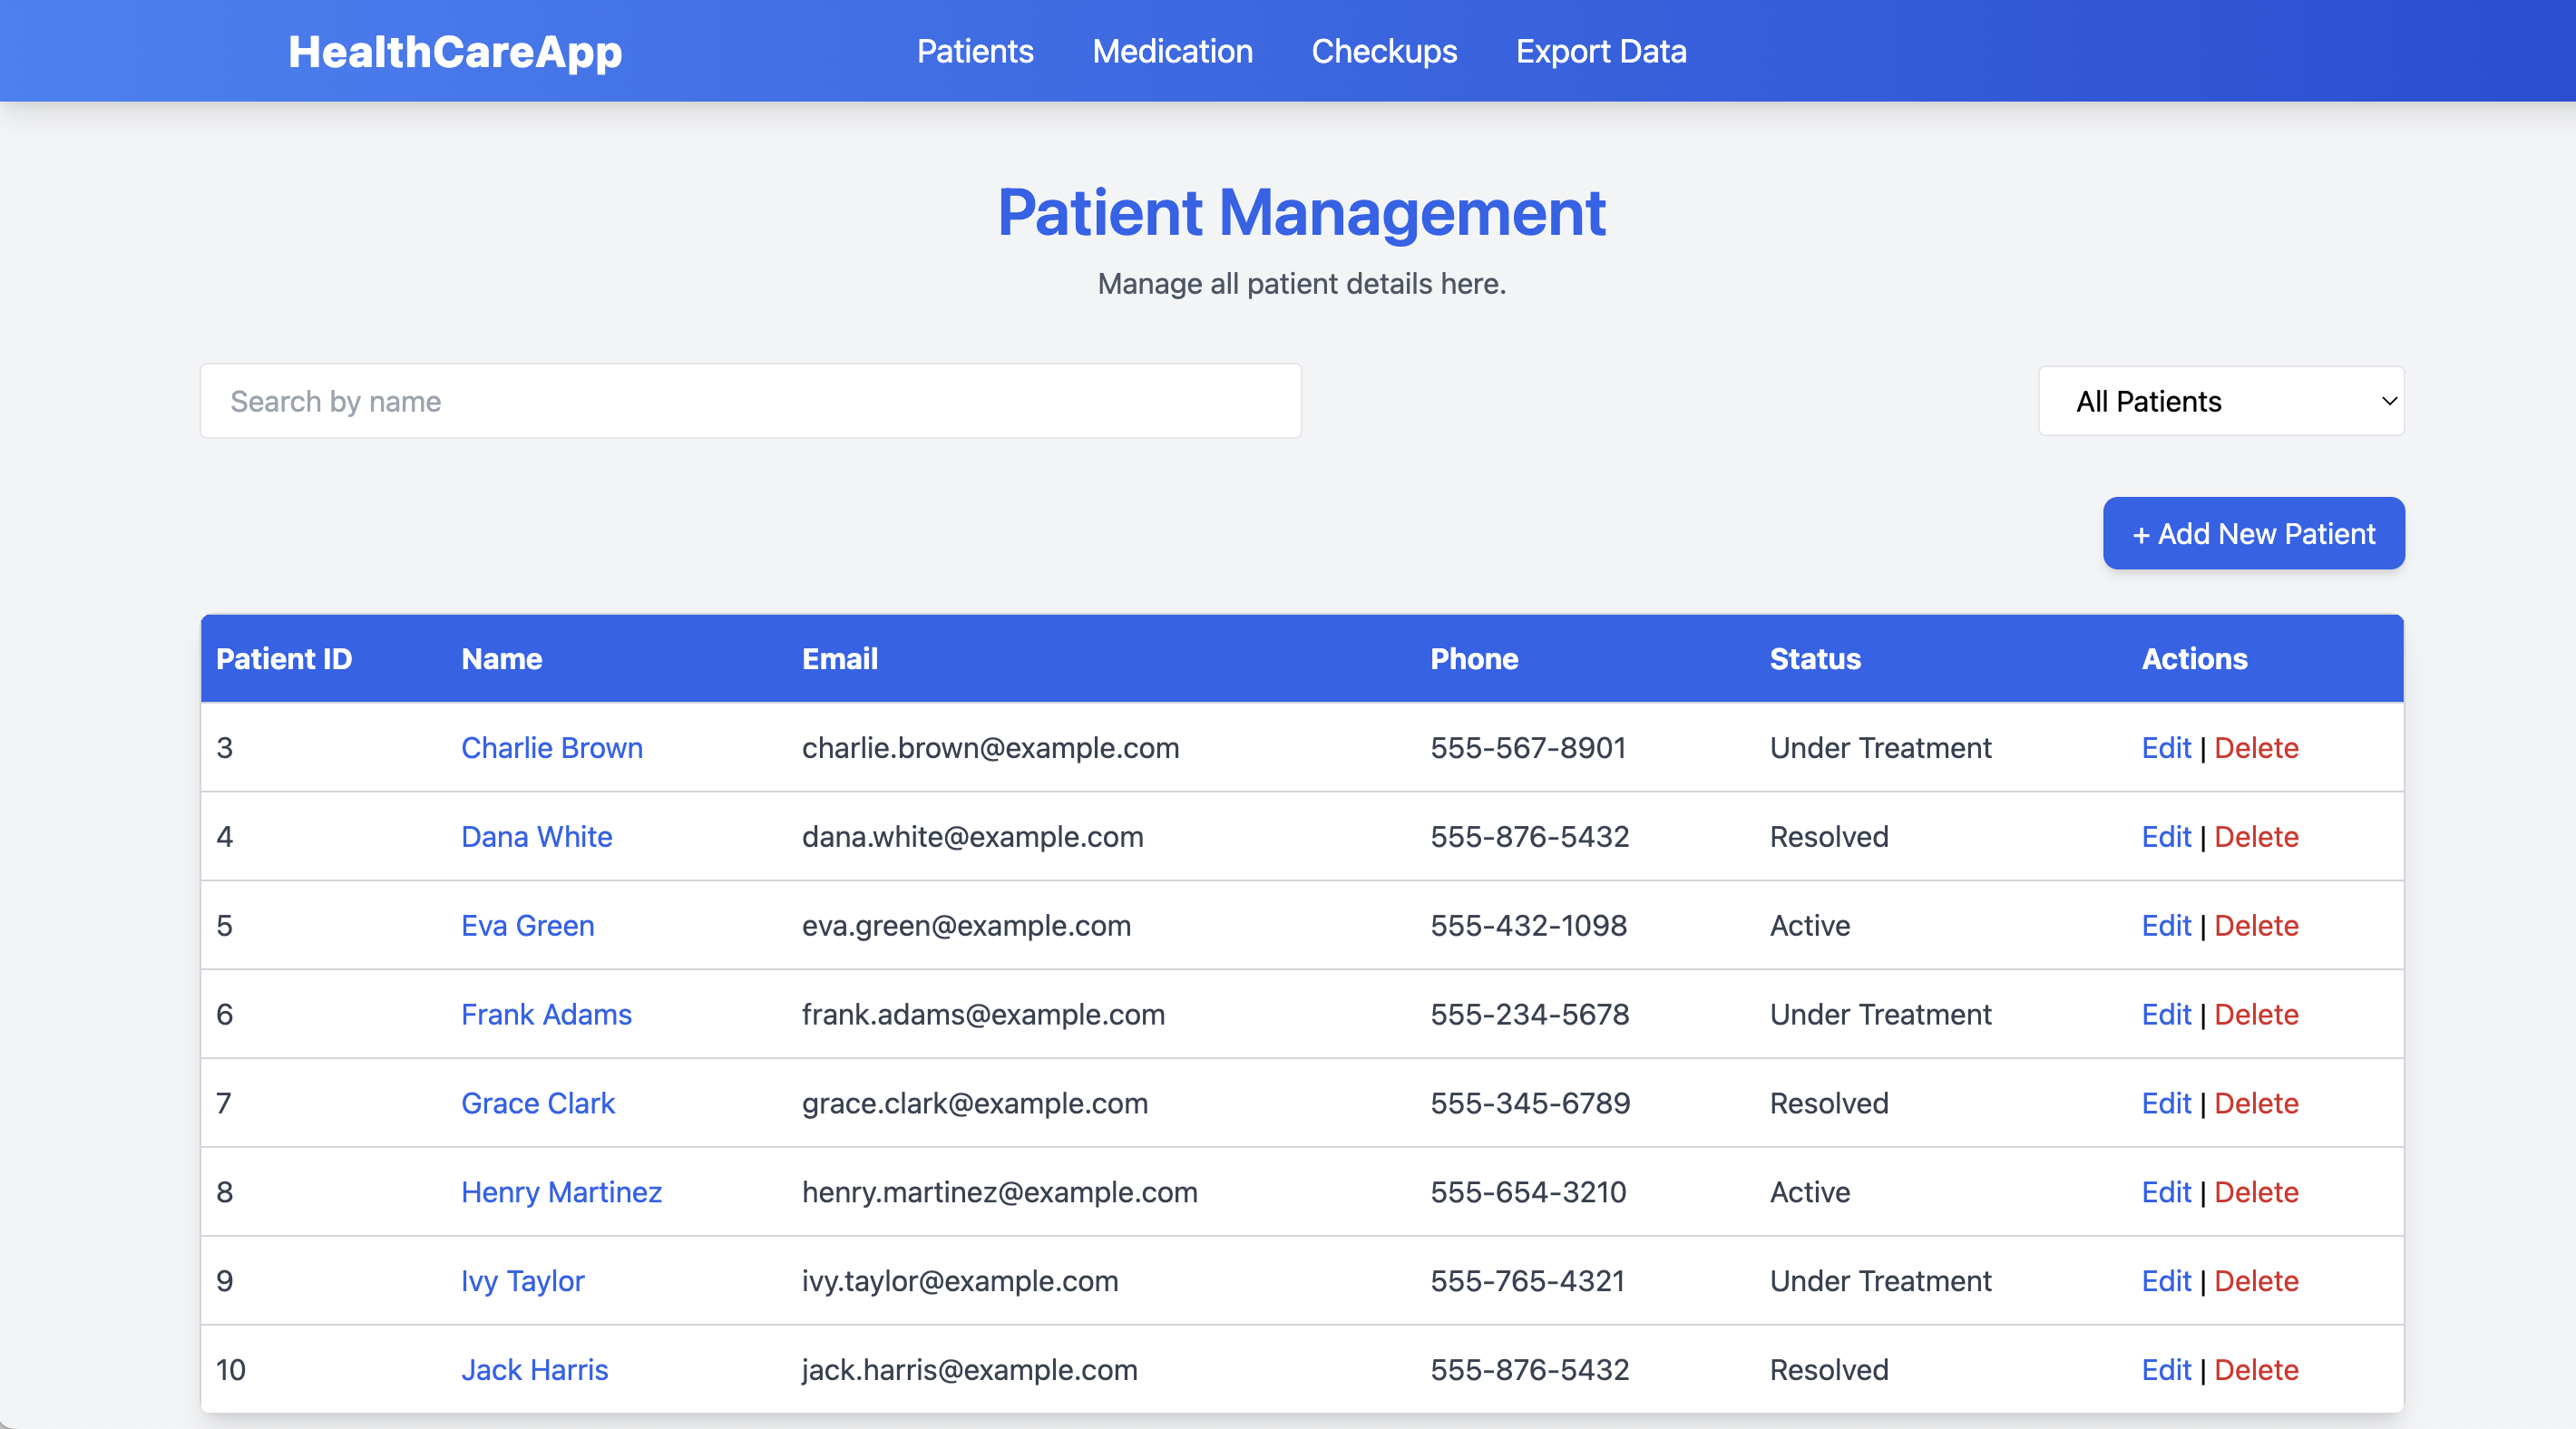 HealthCareApp Patients Medication Checkups Export Data
Patient Management
Manage all patient details here.
Search by name All Patients
+ Add New Patient
Patient ID Name Email Phone Status Actions
3 Charlie Brown charlie.brown@example.com 555-567-8901 Under Treatment Edit | Delete
4 Dana White dana.white@example.com 555-876-5432 Resolved Edit | Delete
5 Eva Green eva.green@example.com 555-432-1098 Active Edit | Delete
6 Frank Adams frank.adams@example.com 555-234-5678 Under Treatment Edit | Delete
7 Grace Clark grace.clark@example.com 555-345-6789 Resolved Edit | Delete
8 Henry Martinez henry.martinez@example.com 555-654-3210 Active Edit | Delete
9 Ivy Taylor ivy.taylor@example.com 555-765-4321 Under Treatment Edit | Delete
10 Jack Harris jack.harris@example.com 555-876-5432 Resolved Edit | Delete